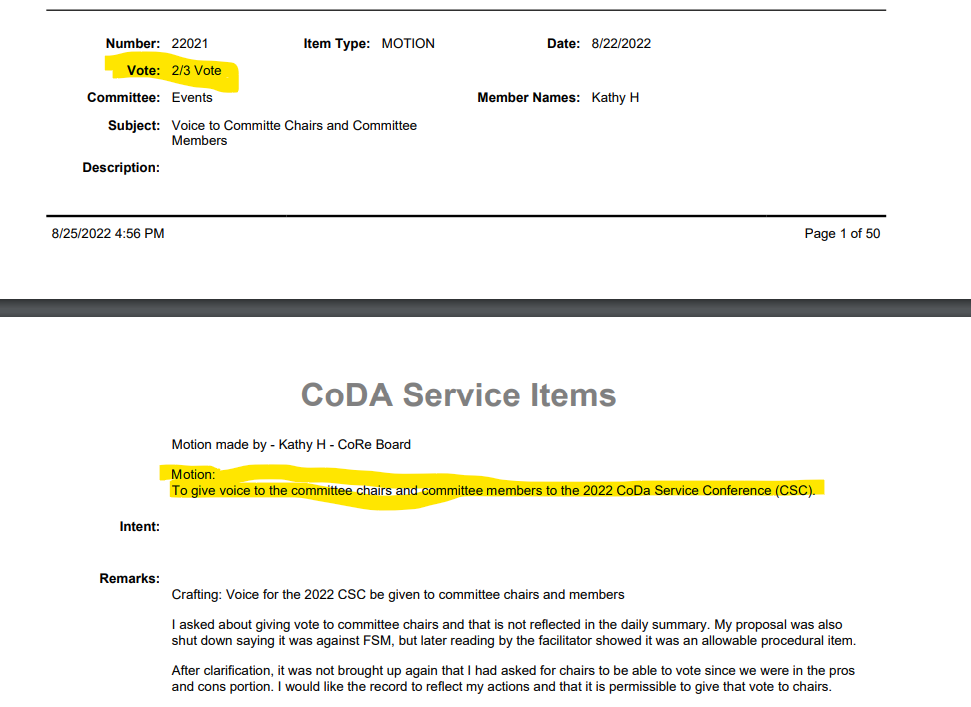 Number: 22021 Item Type: MOTION Date: 8/22/2022
Vote: 2/3 Vote
Committee: Events Member Names: Kathy H
Subject: Voice to Committe Chairs and Committee
Members
Description:
8/25/2022 4:56 PM Page 1 of 50
CoDA Service Items
Motion made by - Kathy H - CoRe Board
Motion:
To give voice to the committee chairs and committee members to the 2022 CoDa Service Conference (CSC).
Intent:
Remarks:
Crafting: Voice for the 2022 CSC be given to committee chairs and members
I asked about giving vote to committee chairs and that is not reflected in the daily summary. My proposal was also
shut down saying it was against FSM, but later reading by the facilitator showed it was an allowable procedural item.
After clarification, it was not brought up again that I had asked for chairs to be able to vote since we were in the pros
and cons portion. I would like the record to reflect my actions and that it is permissible to give that vote to chairs.